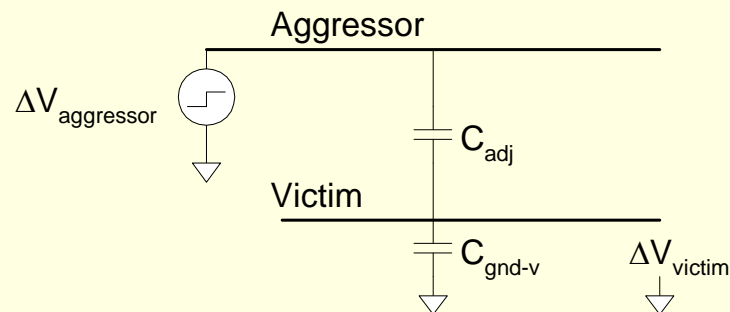 Aggressor
ΔVaggressor
Cadj
Victim
Cgnd-v
ΔVvictim